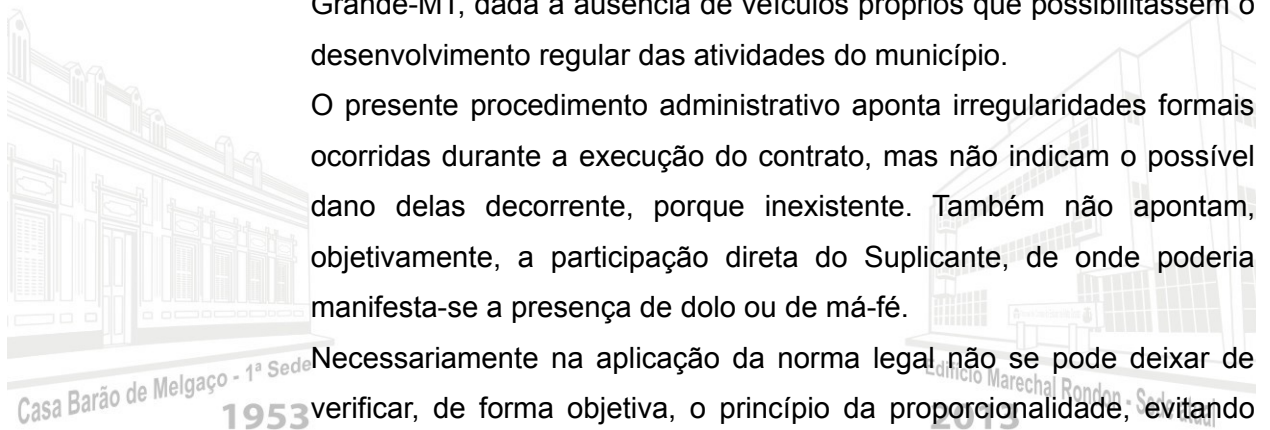 Grande-MT, dada a ausência de veículos próprios que possibilitassem o
desenvolvimento regular das atividades do município.
O presente procedimento administrativo aponta irregularidades formais
ocorridas durante a execução do contrato, mas não indicam o possível
dano delas decorrente, porque inexistente. Também não apontam,
objetivamente, a participação direta do Suplicante, de onde poderia
manifesta-se a presença de dolo ou de má-fé.
Necessariamente na aplicação da norma legal não se pode deixar de
verificar, de forma objetiva, o princípio da proporcionalidade, evitando
Casa Barão de Melgaço - 1ª Sede
1953
Edifício Marechal Rondon - Sede atual
2013